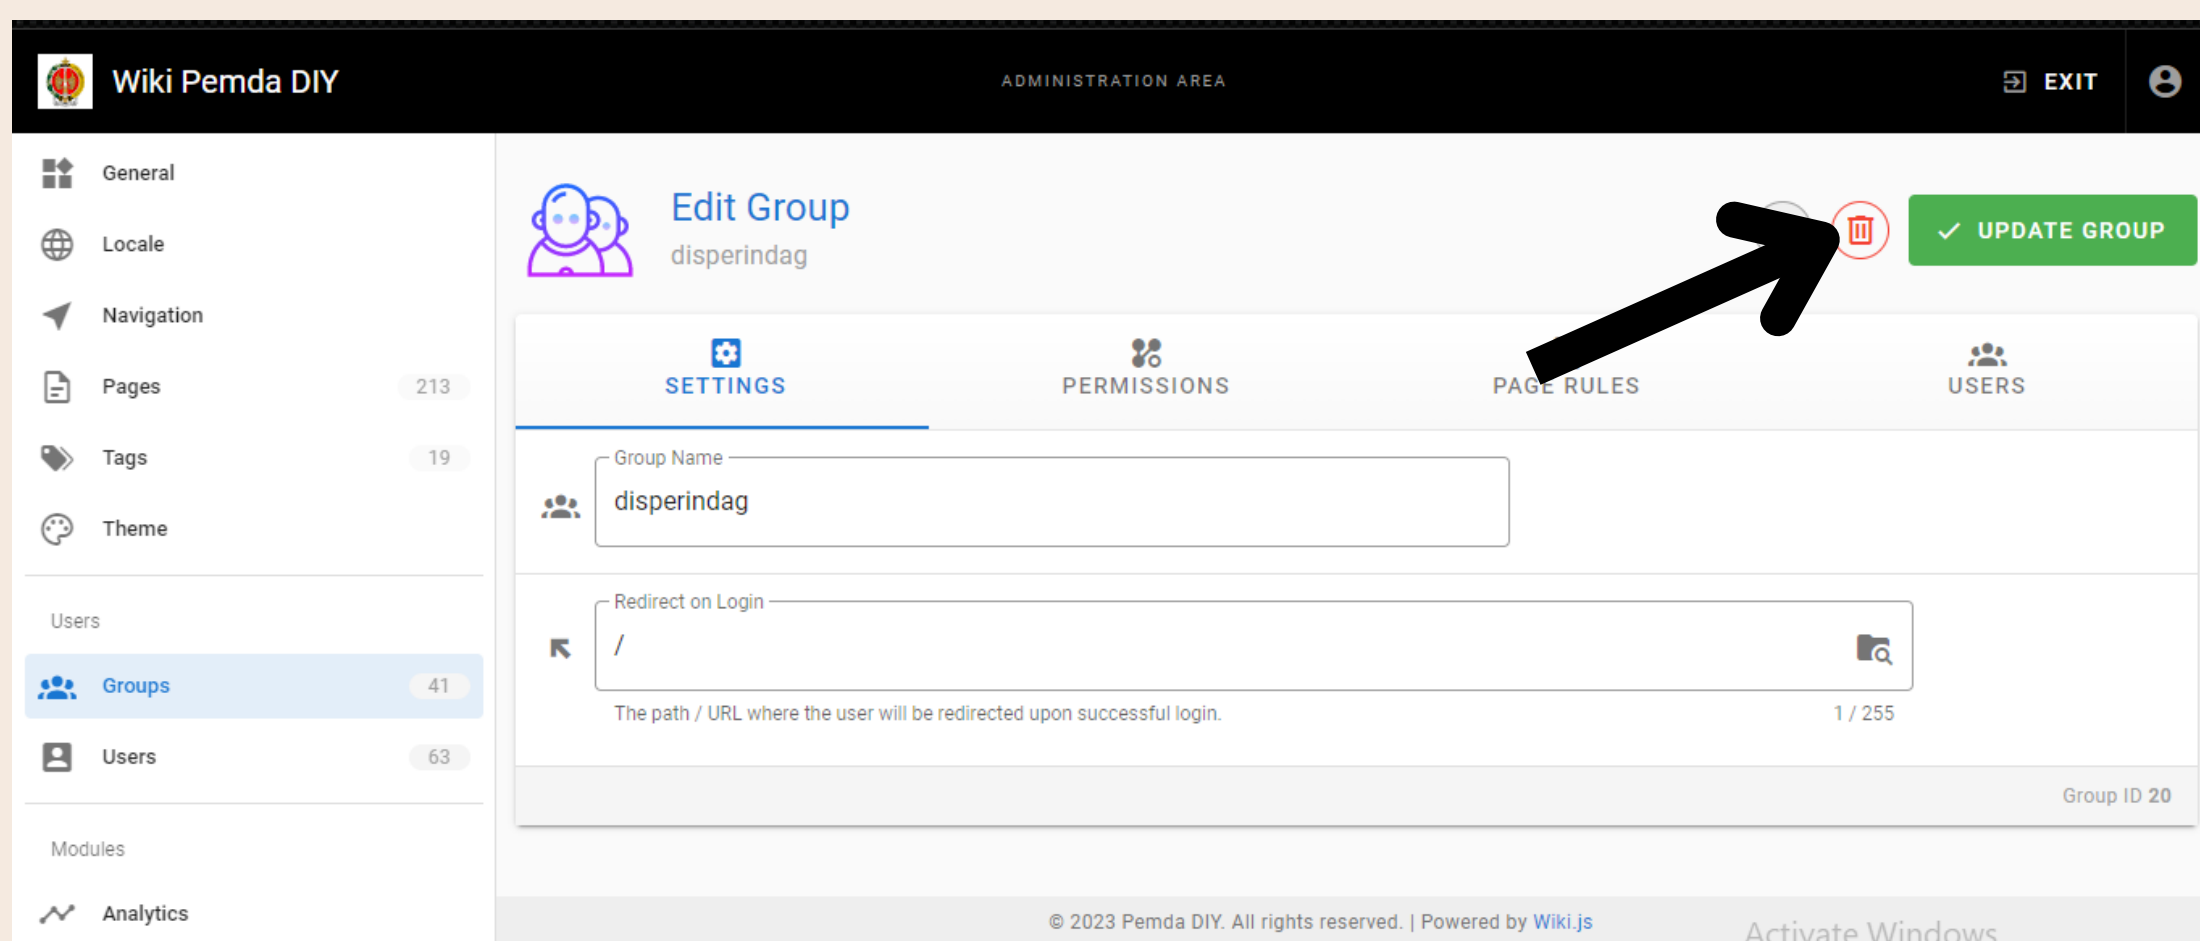 Wiki Pemda DIY
ADMINISTRATION AREA
EXIT
General
Locale
Navigation
Pages 213
Tags 19
Theme
Users
Groups 41
Users 63
Modules
Analytics
Edit Group
disperindag
UPDATE GROUP
SETTINGS
PERMISSIONS
PAGE RULES
USERS
Group Name
disperindag
Redirect on Login
/
The path / URL where the user will be redirected upon successful login.
1 / 255
Group ID 20
© 2023 Pemda DIY. All rights reserved. | Powered by Wiki.js
Activate Windows